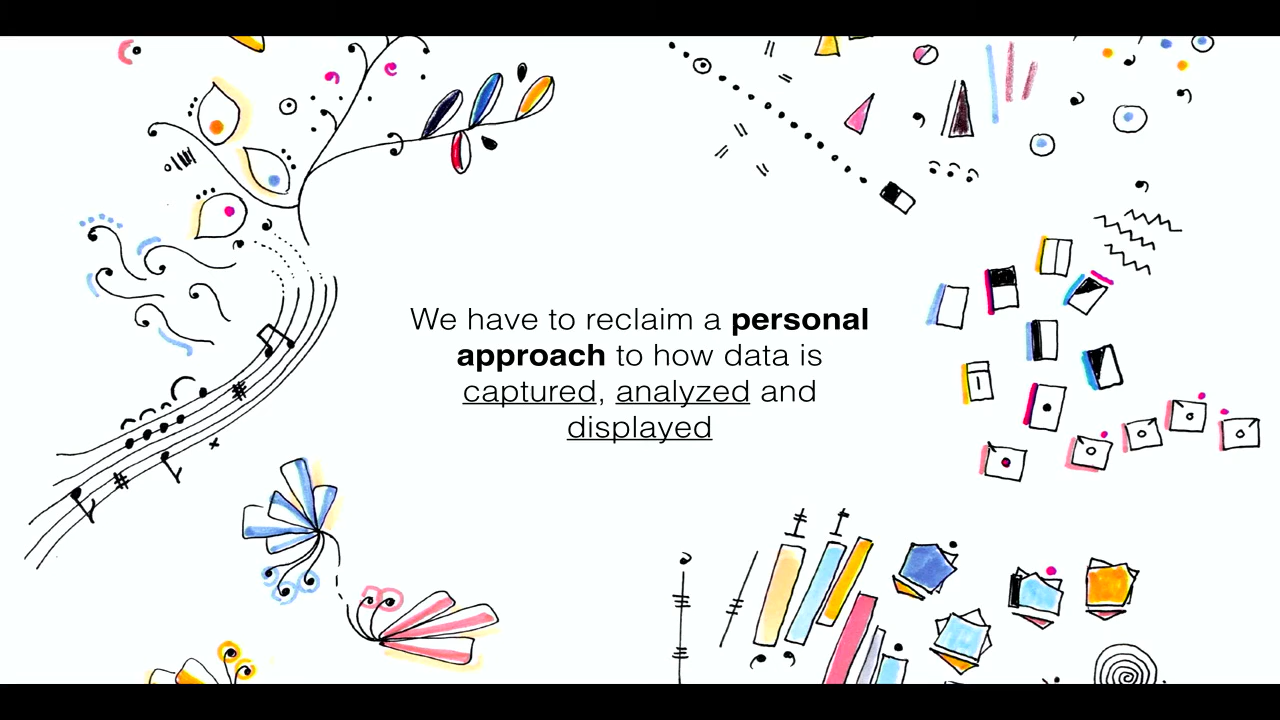 We have to reclaim a personal
approach to how data is
captured, analyzed and
displayed